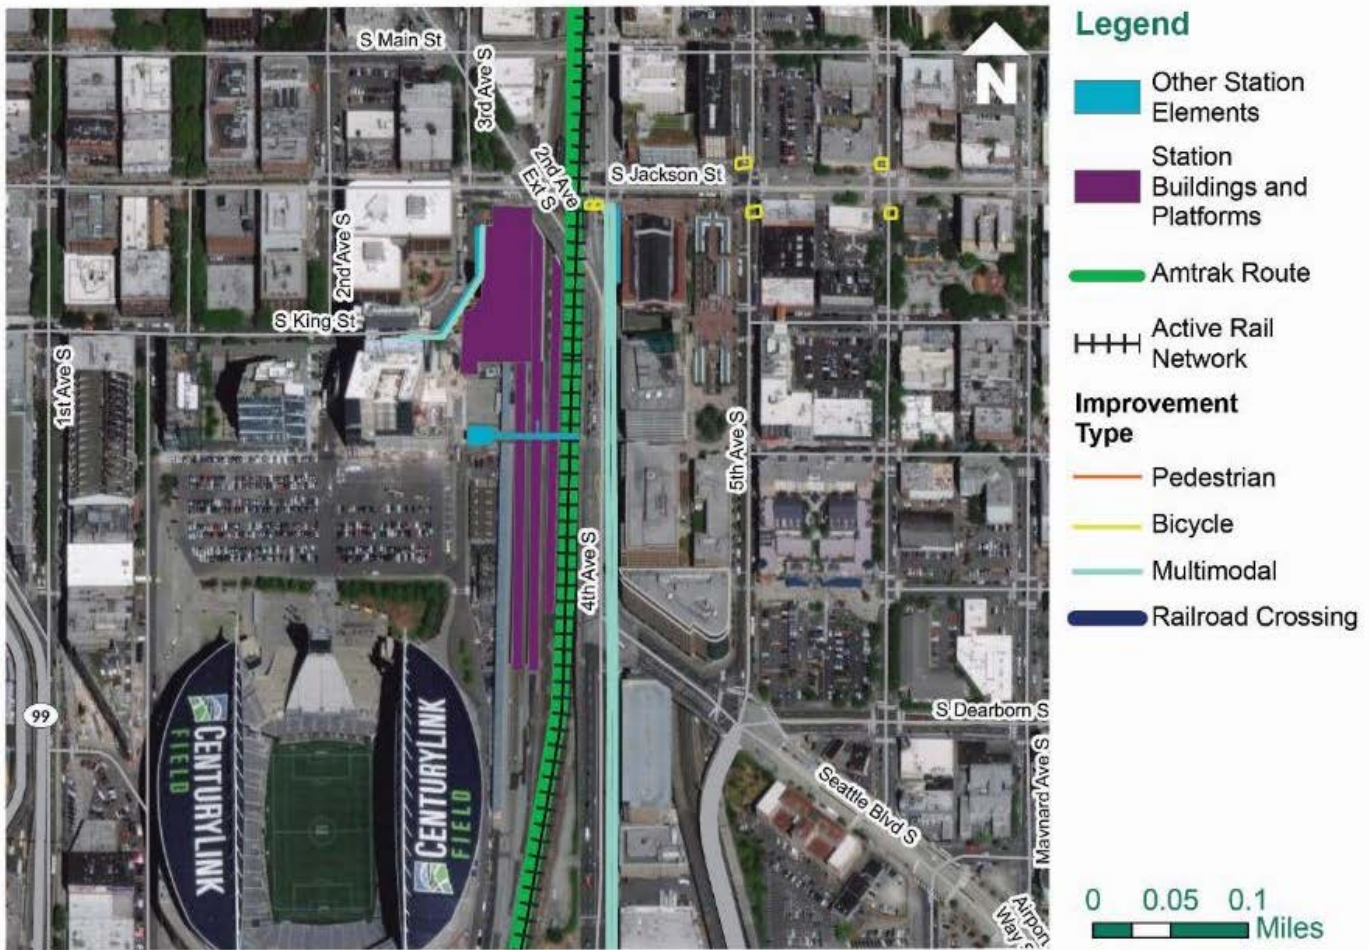 S Main St
3rd Ave S
N
2nd Ave
Ext S
S Jackson St
2nd Ave S
S King St
1st Ave S
5th Ave S
4th Ave S
99
S Dearborn S
Seattle Blvd S
Maynard Ave S
Airport
Way S
CENTURYLINK
FIELD
CENTURYLINK
FIELD
Legend
Other Station
Elements
Station
Buildings and
Platforms
Amtrak Route
Active Rail
Network
Improvement
Type
Pedestrian
Bicycle
Multimodal
Railroad Crossing
0 0.05 0.1
Miles